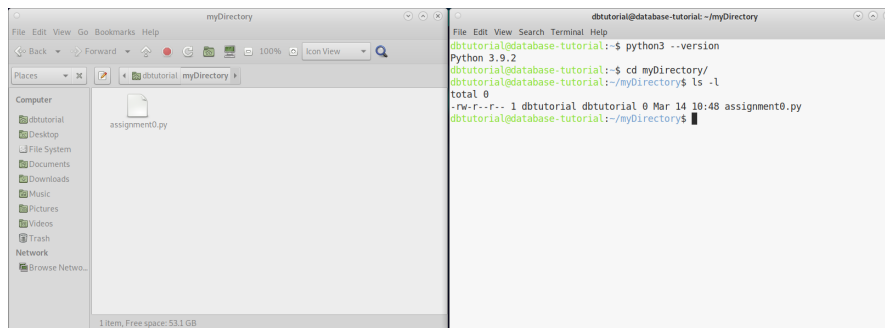 myDirectory
File Edit View Go Bookmarks Help
Back Forward 100% Icon View
Places dbtutorial myDirectory
Computer
dbtutorial
Desktop
File System
Documents
Downloads
Music
Pictures
Videos
Trash
Network
Browse Netwo...
assignment0.py
1 item, Free space: 53.1 GB
dbtutorial@database-tutorial: ~/myDirectory
File Edit View Search Terminal Help
dbtutorial@database-tutorial:~$ python3 --version
Python 3.9.2
dbtutorial@database-tutorial:~$ cd myDirectory/
dbtutorial@database-tutorial:~/myDirectory$ ls -l
total 0
-rw-r--r-- 1 dbtutorial dbtutorial 0 Mar 14 10:48 assignment0.py
dbtutorial@database-tutorial:~/myDirectory$